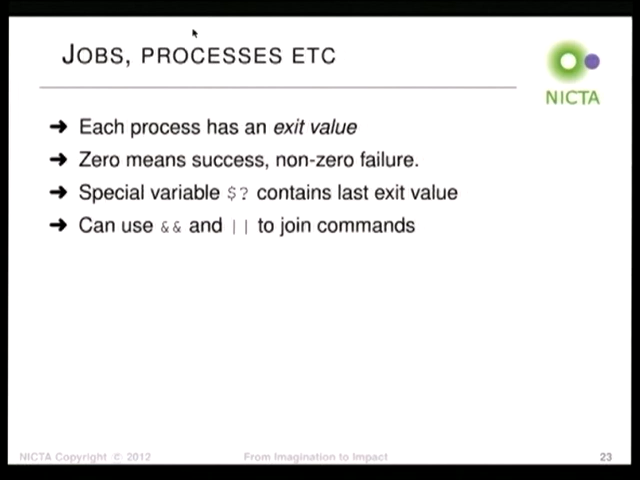 JOBS, PROCESSES ETC
NICTA
➜ Each process has an exit value
➜ Zero means success, non-zero failure.
➜ Special variable $? contains last exit value
➜ Can use && and || to join commands
NICTA Copyright © 2012 From Imagination to Impact 23